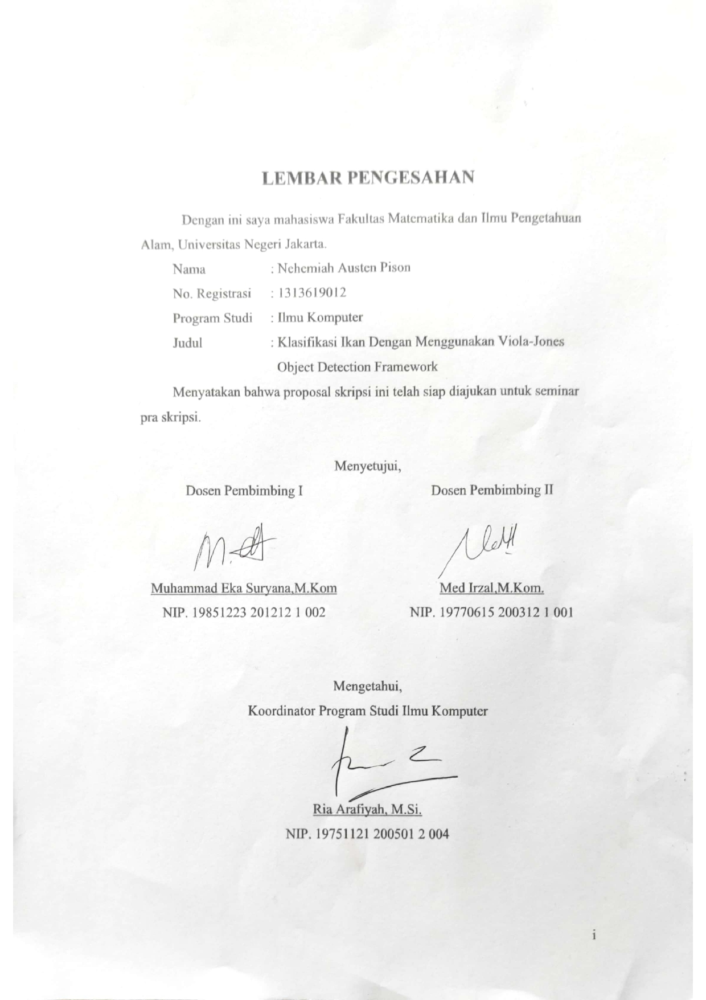 LEMBAR PENGESAHAN
Dengan ini saya mahasiswa Fakultas Matematika dan Ilmu Pengetahuan
Alam, Universitas Negeri Jakarta.
Nama : Nehemiah Austen Pison
No. Registrasi : 1313619012
Program Studi : Ilmu Komputer
Judul : Klasifikasi Ikan Dengan Menggunakan Viola-Jones
Object Detection Framework
Menyatakan bahwa proposal skripsi ini telah siap diajukan untuk seminar
pra skripsi.
Menyetujui,
Dosen Pembimbing I Dosen Pembimbing II
Muhammad Eka Suryana,M.Kom Med Irzal,M.Kom.
NIP. 19851223 201212 1 002 NIP. 19770615 200312 1 001
Mengetahui,
Koordinator Program Studi Ilmu Komputer
Ria Arafiyah, M.Si.
NIP. 19751121 200501 2 004
i